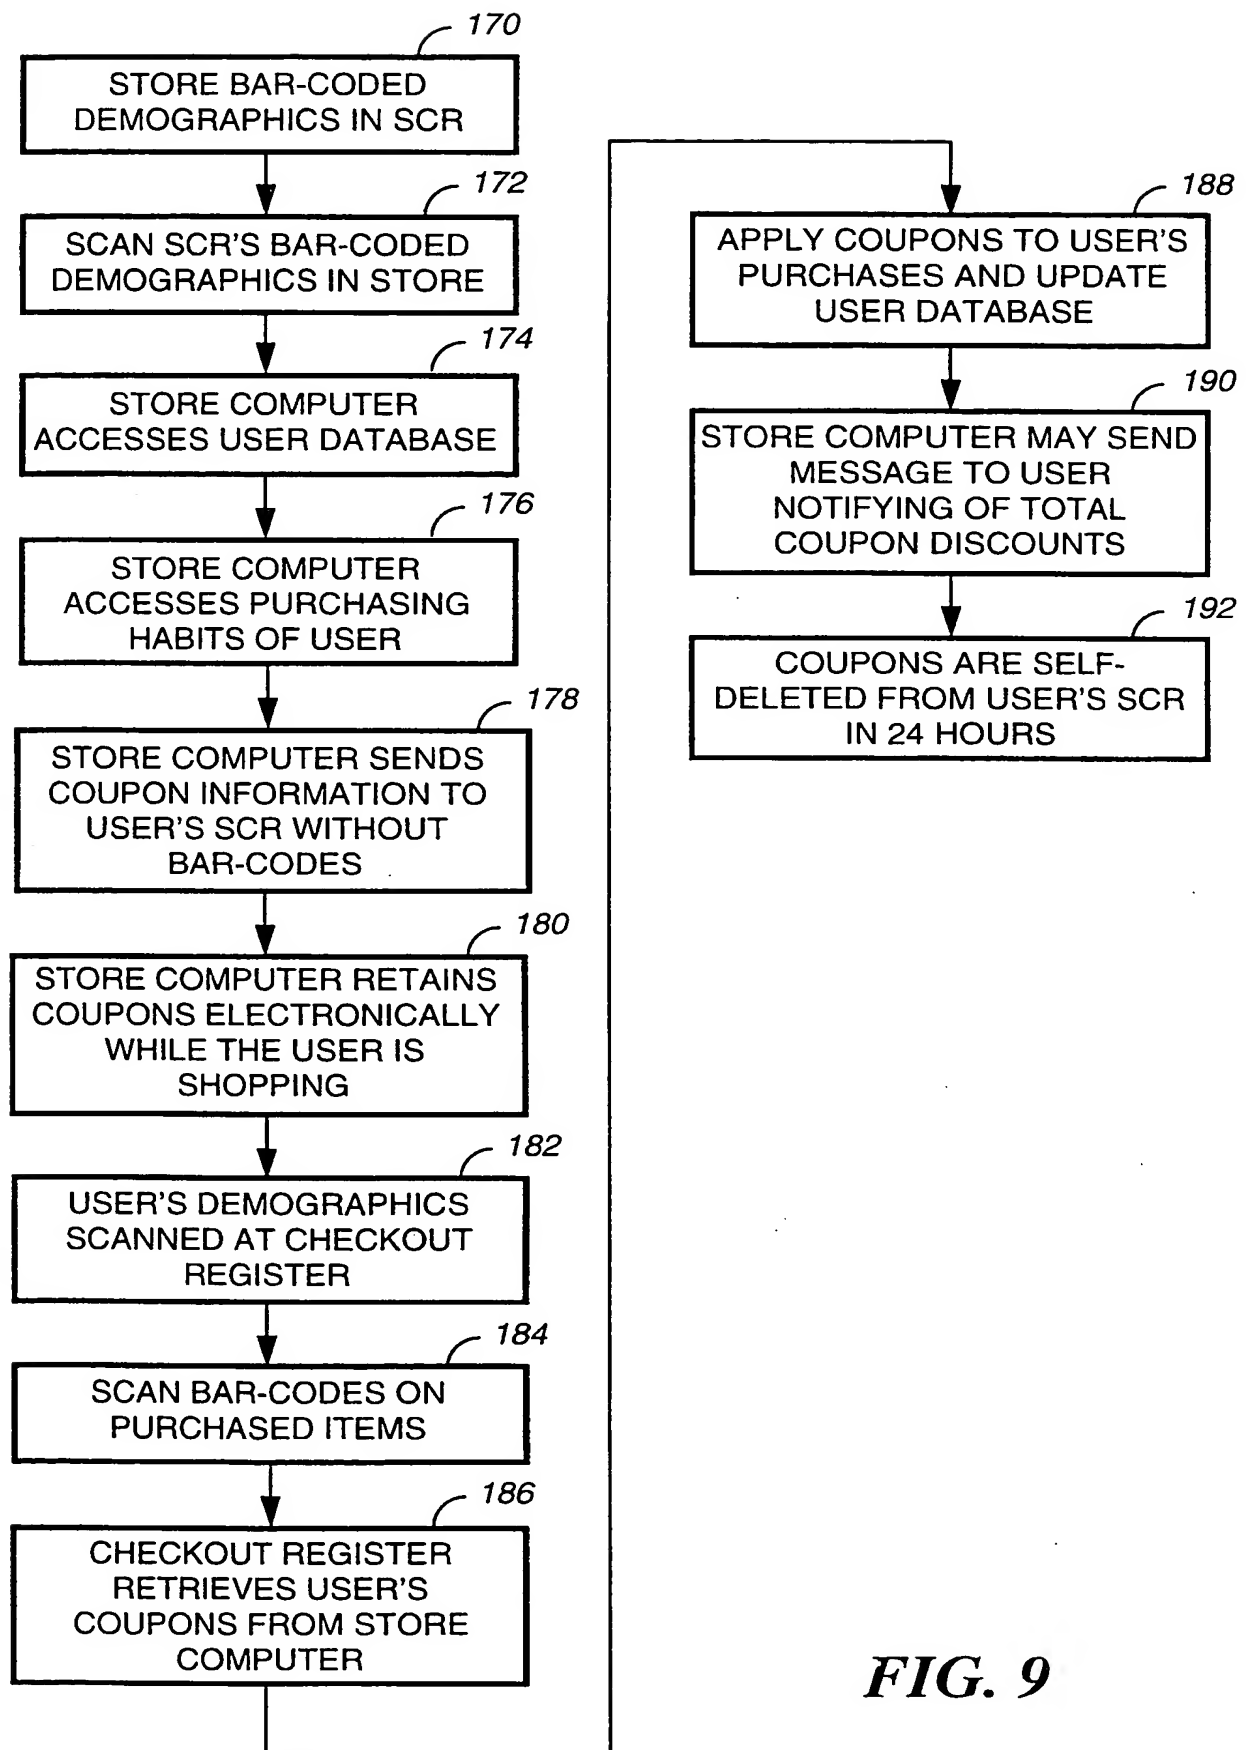 170
STORE BAR-CODED
DEMOGRAPHICS IN SCR
172
SCAN SCR'S BAR-CODED
DEMOGRAPHICS IN STORE
174
STORE COMPUTER
ACCESSES USER DATABASE
176
STORE COMPUTER
ACCESSES PURCHASING
HABITS OF USER
178
STORE COMPUTER SENDS
COUPON INFORMATION TO
USER'S SCR WITHOUT
BAR-CODES
180
STORE COMPUTER RETAINS
COUPONS ELECTRONICALLY
WHILE THE USER IS
SHOPPING
182
USER'S DEMOGRAPHICS
SCANNED AT CHECKOUT
REGISTER
184
SCAN BAR-CODES ON
PURCHASED ITEMS
186
CHECKOUT REGISTER
RETRIEVES USER'S
COUPONS FROM STORE
COMPUTER
188
APPLY COUPONS TO USER'S
PURCHASES AND UPDATE
USER DATABASE
190
STORE COMPUTER MAY SEND
MESSAGE TO USER
NOTIFYING OF TOTAL
COUPON DISCOUNTS
192
COUPONS ARE SELF-
DELETED FROM USER'S SCR
IN 24 HOURS
FIG. 9